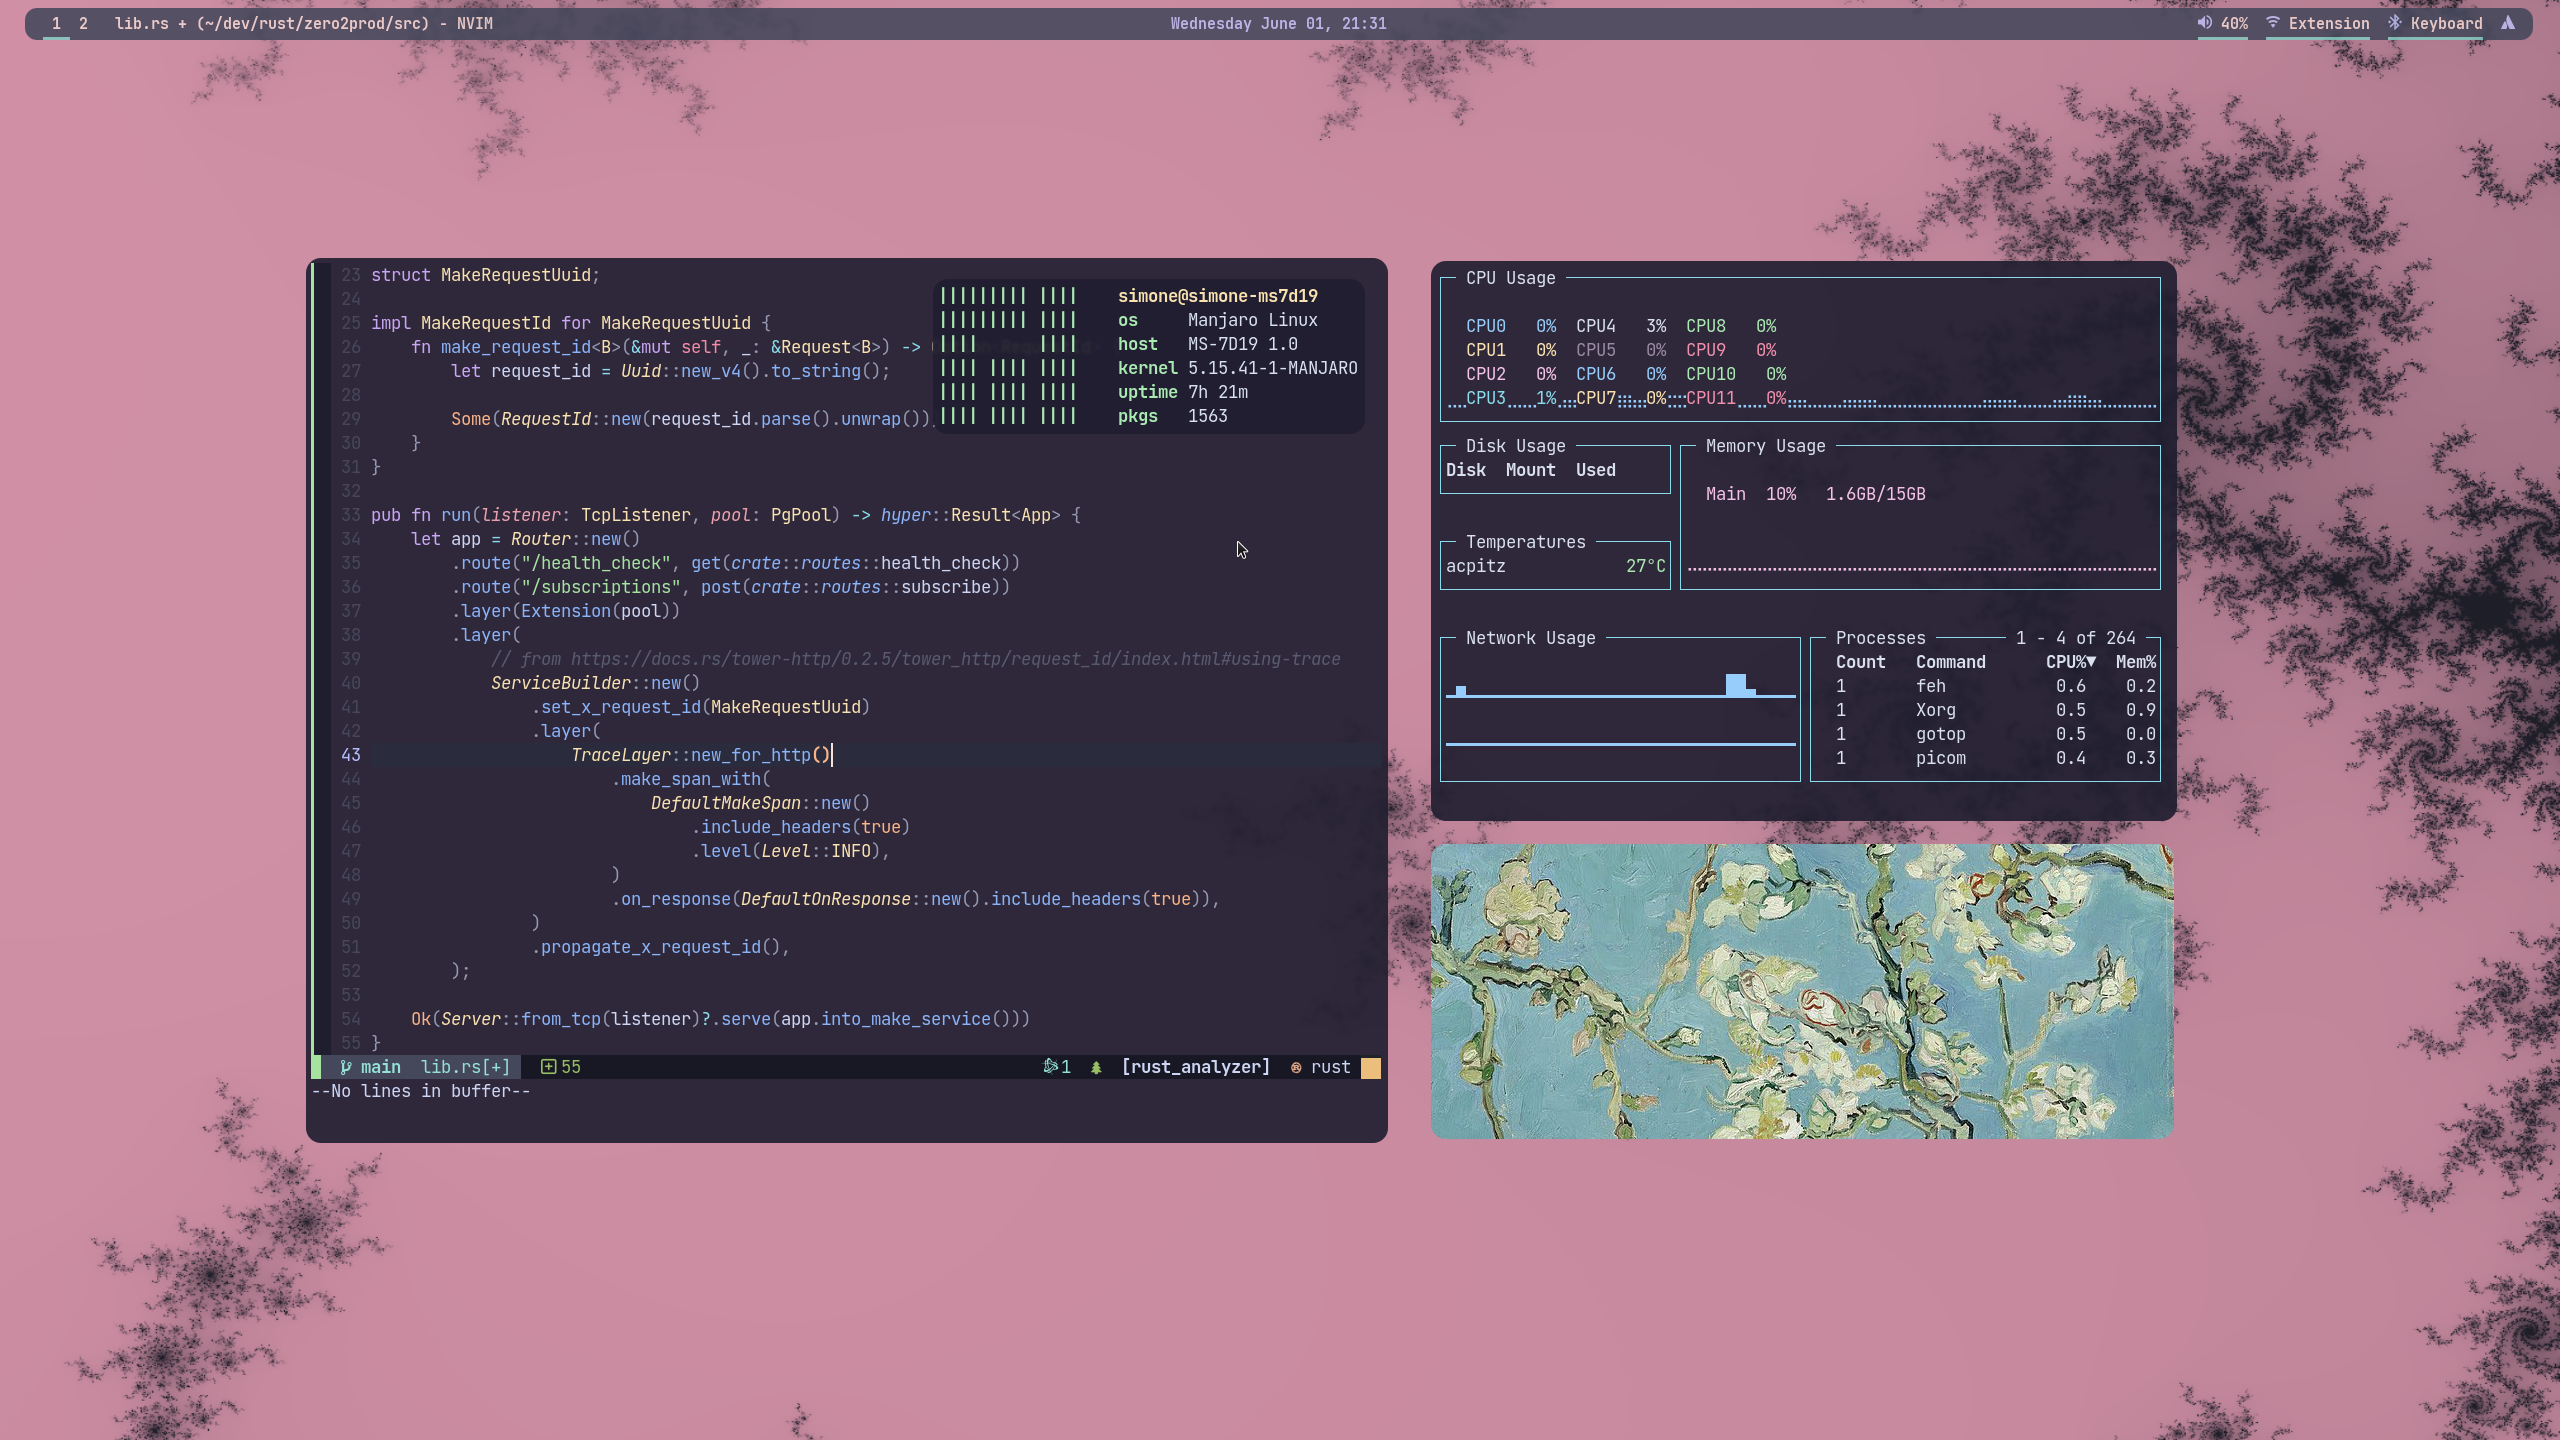 1 2 lib.rs + (~/dev/rust/zero2prod/src) - NVIM
Wednesday June 01, 21:31
40% Extension Keyboard
23 struct MakeRequestUuid;
24
25 impl MakeRequestId for MakeRequestUuid {
26     fn make_request_id<B>(&mut self, _: &Request<B>) ->
27         let request_id = Uuid::new_v4().to_string();
28
29         Some(RequestId::new(request_id.parse().unwrap()))
30     }
31 }
32
33 pub fn run(listener: TcpListener, pool: PgPool) -> hyper::Result<App> {
34     let app = Router::new()
35         .route("/health_check", get(crate::routes::health_check))
36         .route("/subscriptions", post(crate::routes::subscribe))
37         .layer(Extension(pool))
38         .layer(
39             // from https://docs.rs/tower-http/0.2.5/tower_http/request_id/index.html#using-trace
40             ServiceBuilder::new()
41                 .set_x_request_id(MakeRequestUuid)
42                 .layer(
43                     TraceLayer::new_for_http()
44                         .make_span_with(
45                             DefaultMakeSpan::new()
46                                 .include_headers(true)
47                                 .level(Level::INFO),
48                         )
49                         .on_response(DefaultOnResponse::new().include_headers(true)),
50                 )
51                 .propagate_x_request_id(),
52         );
53
54     Ok(Server::from_tcp(listener)?.serve(app.into_make_service()))
55 }
main lib.rs[+] 55 1 [rust_analyzer] rust
--No lines in buffer--
simone@simone-ms7d19
os Manjaro Linux
host MS-7D19 1.0
kernel 5.15.41-1-MANJARO
uptime 7h 21m
pkgs 1563
CPU Usage
CPU0 0% CPU4 3% CPU8 0%
CPU1 0% CPU5 0% CPU9 0%
CPU2 0% CPU6 0% CPU10 0%
CPU3 1% CPU7 0% CPU11 0%
Disk Usage
Disk Mount Used
Memory Usage
Main 10% 1.6GB/15GB
Temperatures
acpitz 27°C
Network Usage
Processes 1 - 4 of 264
Count Command CPU%▼ Mem%
1 feh 0.6 0.2
1 Xorg 0.5 0.9
1 gotop 0.5 0.0
1 picom 0.4 0.3